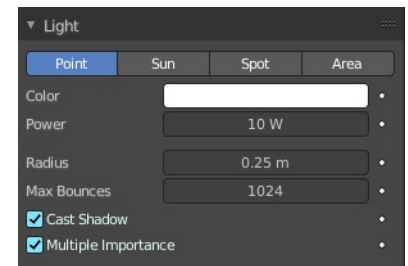 Light
Point Sun Spot Area
Color
Power 10 W
Radius 0.25 m
Max Bounces 1024
Cast Shadow
Multiple Importance